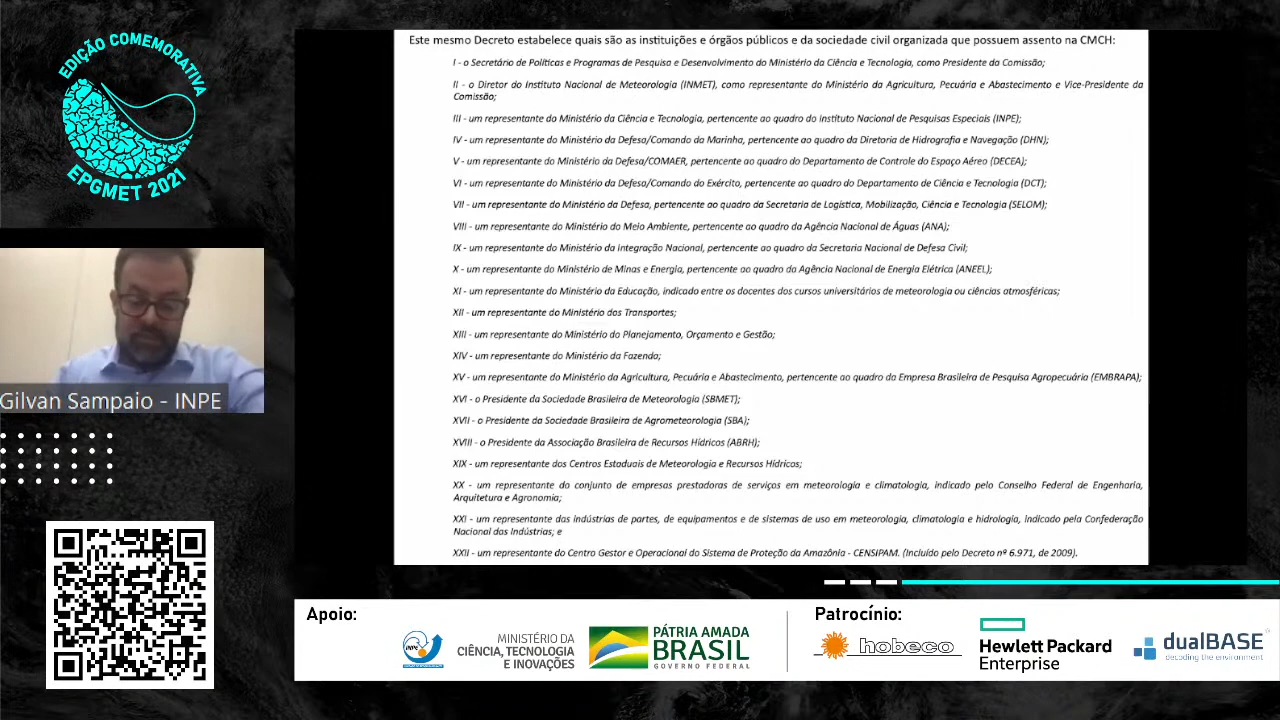 EDIÇÃO COMEMORATIVA
EPGMET 2021
Gilvan Sampaio - INPE
Este mesmo Decreto estabelece quais são as instituições e órgãos públicos e da sociedade civil organizada que possuem assento na CMCH:
I - o Secretário de Políticas e Programas de Pesquisa e Desenvolvimento do Ministério da Ciência e Tecnologia, como Presidente da Comissão;
II - o Diretor do Instituto Nacional de Meteorologia (INMET), como representante do Ministério da Agricultura, Pecuária e Abastecimento e Vice-Presidente da
Comissão;
III - um representante do Ministério da Ciência e Tecnologia, pertencente ao quadro do Instituto Nacional de Pesquisas Especiais (INPE);
IV - um representante do Ministério da Defesa/Comando da Marinha, pertencente ao quadro da Diretoria de Hidrografia e Navegação (DHN);
V - um representante do Ministério da Defesa/COMAER, pertencente ao quadro do Departamento de Controle do Espaço Aéreo (DECEA);
VI - um representante do Ministério da Defesa/Comando do Exército, pertencente ao quadro do Departamento de Ciência e Tecnologia (DCT);
VII - um representante do Ministério da Defesa, pertencente ao quadro da Secretaria de Logística, Mobilização, Ciência e Tecnologia (SELOM);
VIII - um representante do Ministério do Meio Ambiente, pertencente ao quadro da Agência Nacional de Águas (ANA);
IX - um representante do Ministério da Integração Nacional, pertencente ao quadro da Secretaria Nacional de Defesa Civil;
X - um representante do Ministério de Minas e Energia, pertencente ao quadro da Agência Nacional de Energia Elétrica (ANEEL);
XI - um representante do Ministério da Educação, indicado entre os docentes dos cursos universitários de meteorologia ou ciências atmosféricas;
XII - um representante do Ministério dos Transportes;
XIII - um representante do Ministério do Planejamento, Orçamento e Gestão;
XIV - um representante do Ministério da Fazenda;
XV - um representante do Ministério da Agricultura, Pecuária e Abastecimento, pertencente ao quadro da Empresa Brasileira de Pesquisa Agropecuária (EMBRAPA);
XVI - o Presidente da Sociedade Brasileira de Meteorologia (SBMET);
XVII - o Presidente da Sociedade Brasileira de Agrometeorologia (SBA);
XVIII - o Presidente da Associação Brasileira de Recursos Hídricos (ABRH);
XIX - um representante dos Centros Estaduais de Meteorologia e Recursos Hídricos;
XX - um representante do conjunto de empresas prestadoras de serviços em meteorologia e climatologia, indicado pelo Conselho Federal de Engenharia,
Arquitetura e Agronomia;
XXI - um representante das indústrias de partes, de equipamentos e de sistemas de uso em meteorologia, climatologia e hidrologia, indicado pela Confederação
Nacional das Indústrias; e
XXII - um representante do Centro Gestor e Operacional do Sistema de Proteção da Amazônia - CENSIPAM. (Incluído pelo Decreto nº 6.971, de 2009).
Apoio:
INPE
MINISTÉRIO DA
CIÊNCIA, TECNOLOGIA
E INOVAÇÕES
PÁTRIA AMADA
BRASIL
GOVERNO FEDERAL
Patrocínio:
hobeco
Hewlett Packard
Enterprise
dualBASE
decoding the environment